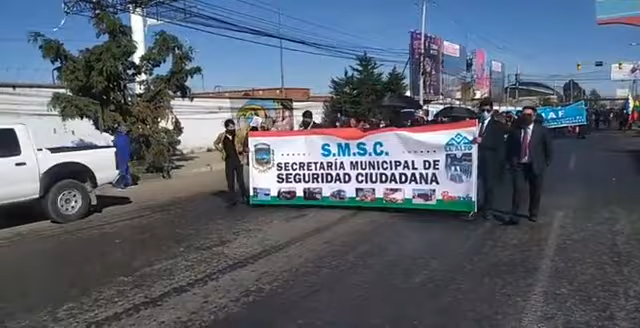 S.M.S.C.
SECRETARÍA MUNICIPAL DE
SEGURIDAD CIUDADANA
EL ALTO